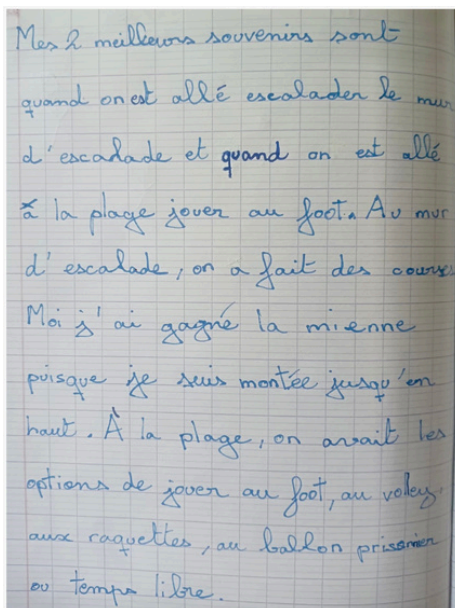 Mes 2 meilleurs souvenirs sont
quand on est allé escalader le mur
d'escalade et quand on est allé
à la plage jouer au foot. Au mur
d'escalade, on a fait des courses
Moi j'ai gagné la mienne
puisque je suis montée jusqu'en
haut. À la plage, on avait les
options de jouer au foot, au volley,
aux raquettes, au ballon prisonnier
ou temps libre.